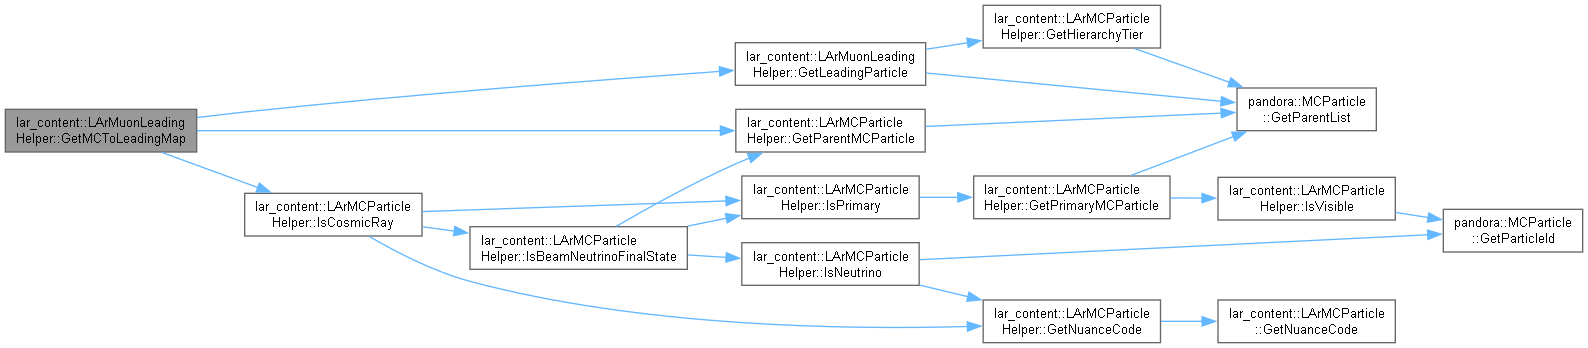 lar_content::LArMuonLeading
Helper::GetMCToLeadingMap
lar_content::LArMuonLeading
Helper::GetLeadingParticle
lar_content::LArMCParticle
Helper::GetHierarchyTier
pandora::MCParticle
::GetParentList
lar_content::LArMCParticle
Helper::GetParentMCParticle
lar_content::LArMCParticle
Helper::IsCosmicRay
lar_content::LArMCParticle
Helper::IsBeamNeutrinoFinalState
lar_content::LArMCParticle
Helper::IsPrimary
lar_content::LArMCParticle
Helper::GetPrimaryMCParticle
lar_content::LArMCParticle
Helper::IsVisible
pandora::MCParticle
::GetParticleId
lar_content::LArMCParticle
Helper::IsNeutrino
lar_content::LArMCParticle
Helper::GetNuanceCode
lar_content::LArMCParticle
::GetNuanceCode